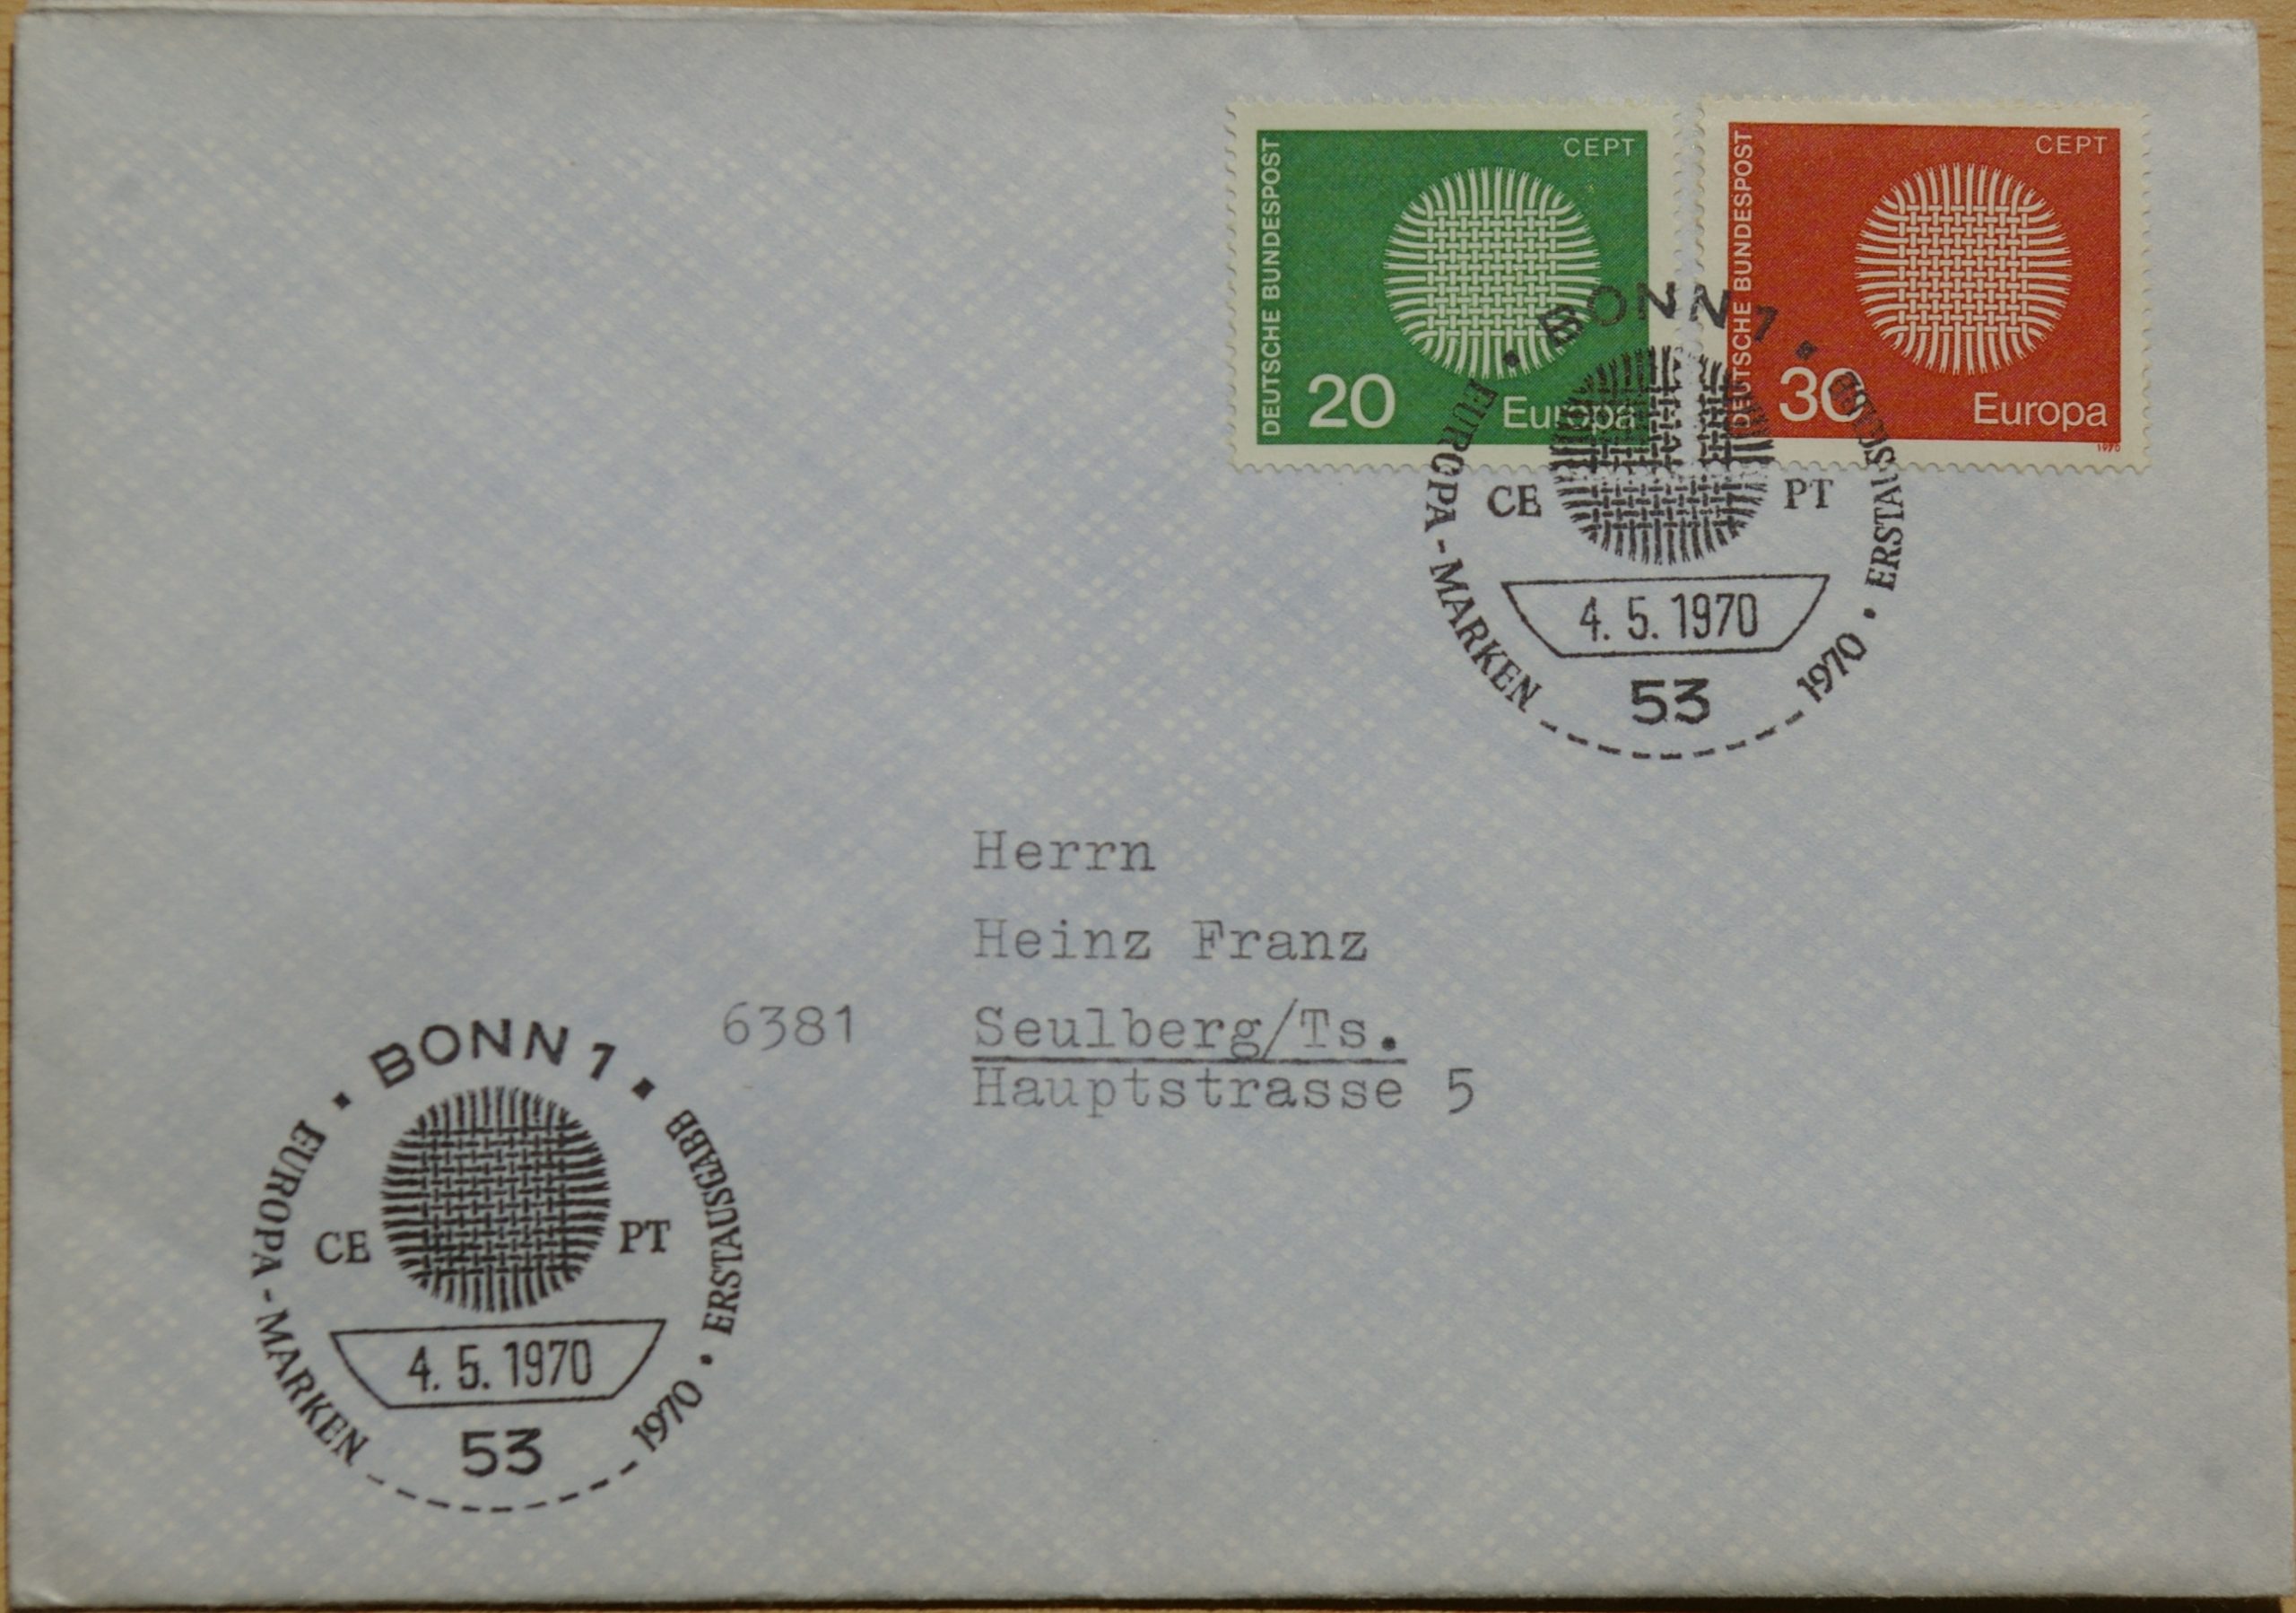 DEUTSCHE BUNDESPOST
CEPT
20
Europa
DEUTSCHE BUNDESPOST
CEPT
30
Europa
1970
BONN 1
EUROPA-MARKEN
1970 • ERSTAUSGABE
CE PT
4. 5. 1970
53
Herrn
Heinz Franz
6381 Seulberg/Ts.
Hauptstrasse 5
BONN 1
EUROPA-MARKEN
1970 • ERSTAUSGABE
CE PT
4. 5. 1970
53